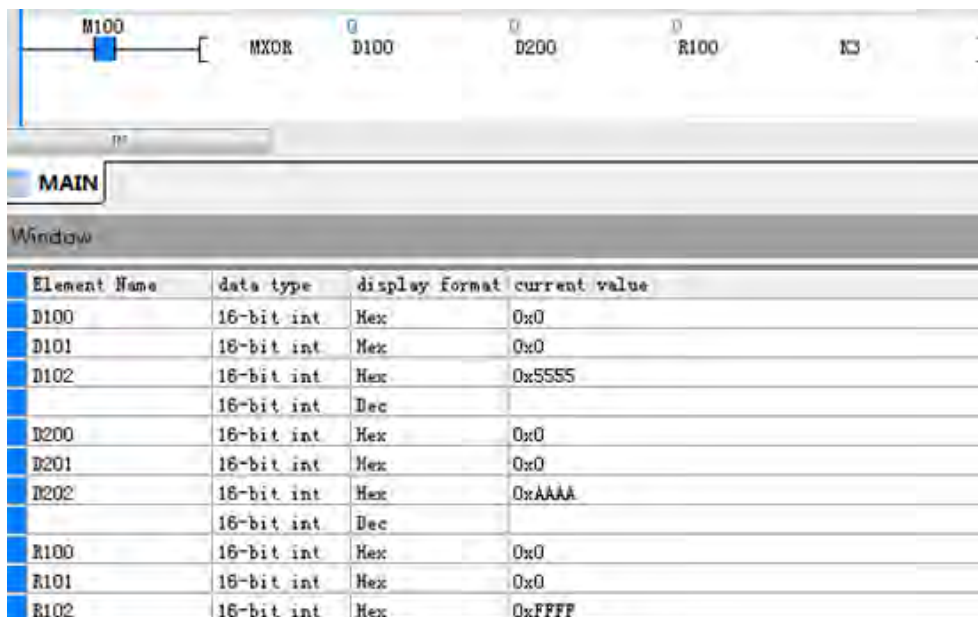 M100
0 0 0
MXOR D100 D200 R100 K3
MAIN
Window
Element Name data type display format current value
D100 16-bit int Hex 0x0
D101 16-bit int Hex 0x0
D102 16-bit int Hex 0x5555
16-bit int Dec
D200 16-bit int Hex 0x0
D201 16-bit int Hex 0x0
D202 16-bit int Hex 0xAAAA
16-bit int Dec
R100 16-bit int Hex 0x0
R101 16-bit int Hex 0x0
R102 16-bit int Hex 0xFFFF